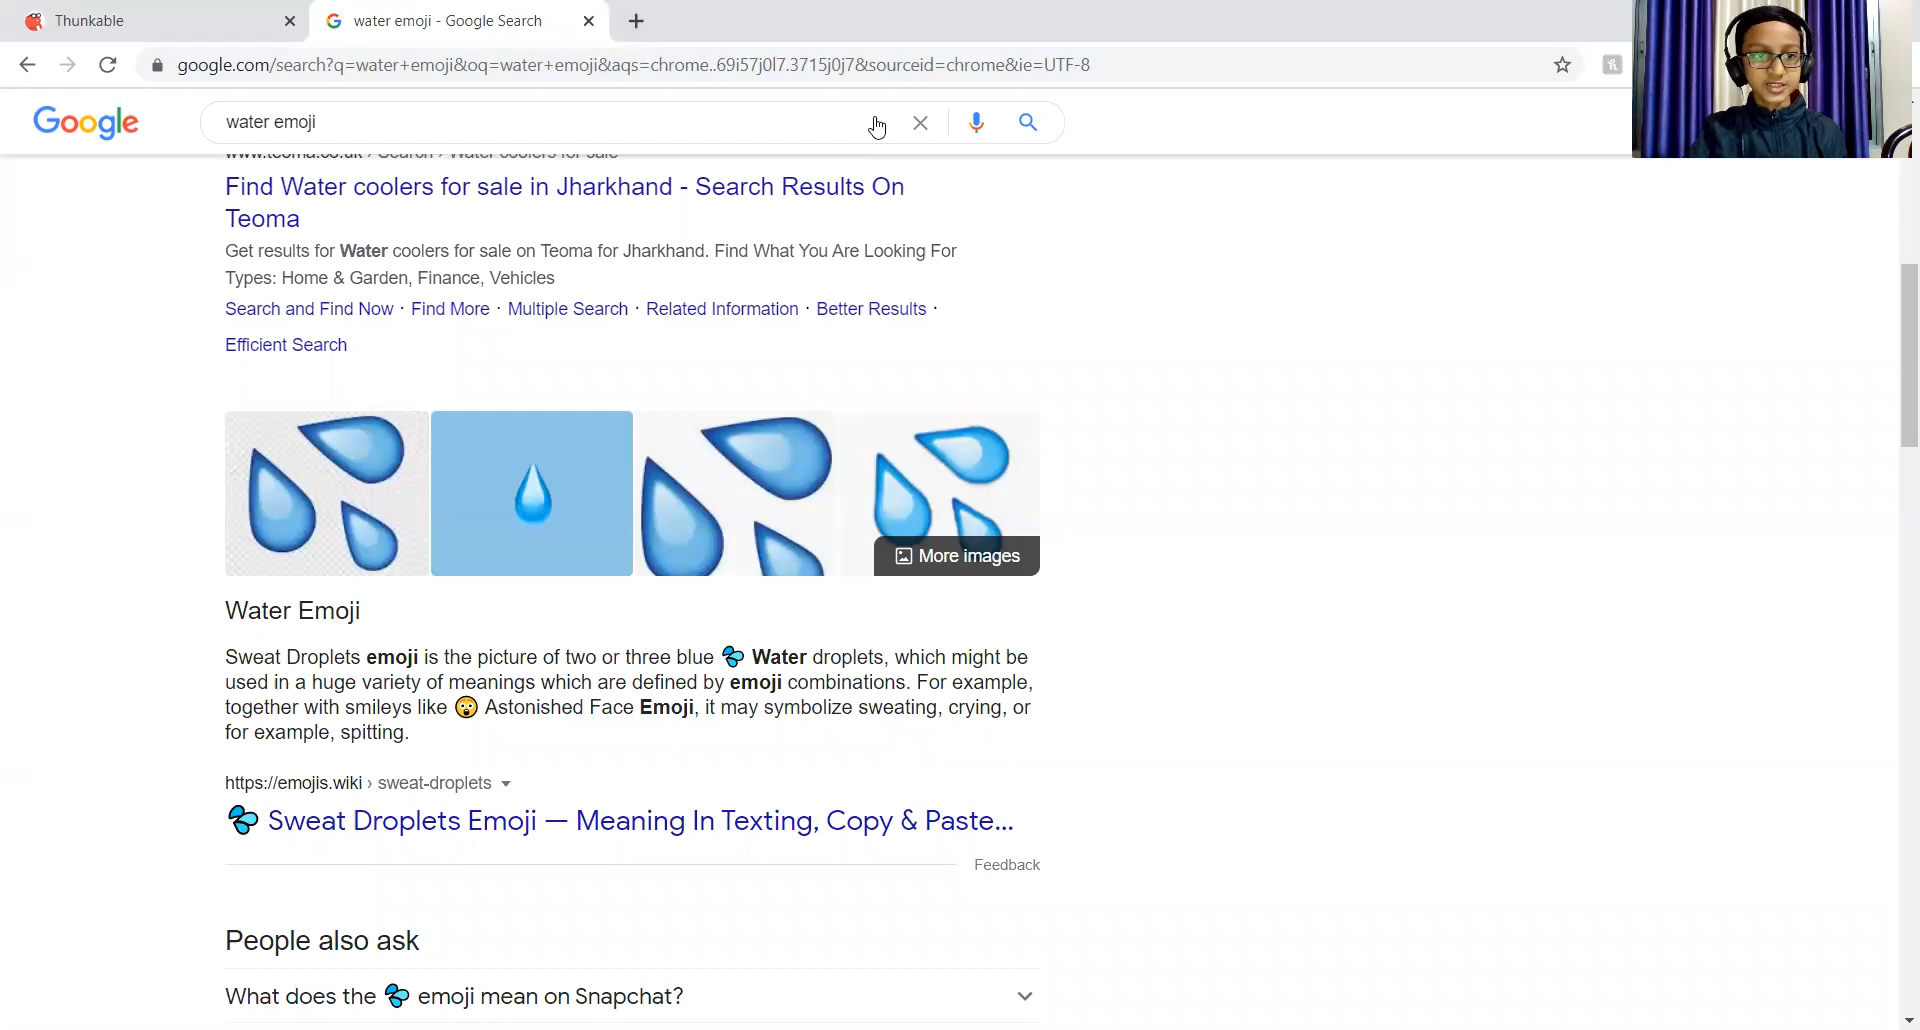 Thunkable
water emoji - Google Search
google.com/search?q=water+emoji&oq=water+emoji&aqs=chrome..69i57j0l7.3715j0j7&sourceid=chrome&ie=UTF-8
Google
water emoji
www.teoma.co.uk › Search › Water coolers for sale
Find Water coolers for sale in Jharkhand - Search Results On
Teoma
Get results for Water coolers for sale on Teoma for Jharkhand. Find What You Are Looking For
Types: Home & Garden, Finance, Vehicles
Search and Find Now · Find More · Multiple Search · Related Information · Better Results ·
Efficient Search
More images
Water Emoji
Sweat Droplets emoji is the picture of two or three blue 💦 Water droplets, which might be
used in a huge variety of meanings which are defined by emoji combinations. For example,
together with smileys like 😲 Astonished Face Emoji, it may symbolize sweating, crying, or
for example, spitting.
https://emojis.wiki › sweat-droplets
💦 Sweat Droplets Emoji — Meaning In Texting, Copy & Paste...
Feedback
People also ask
What does the 💦 emoji mean on Snapchat?